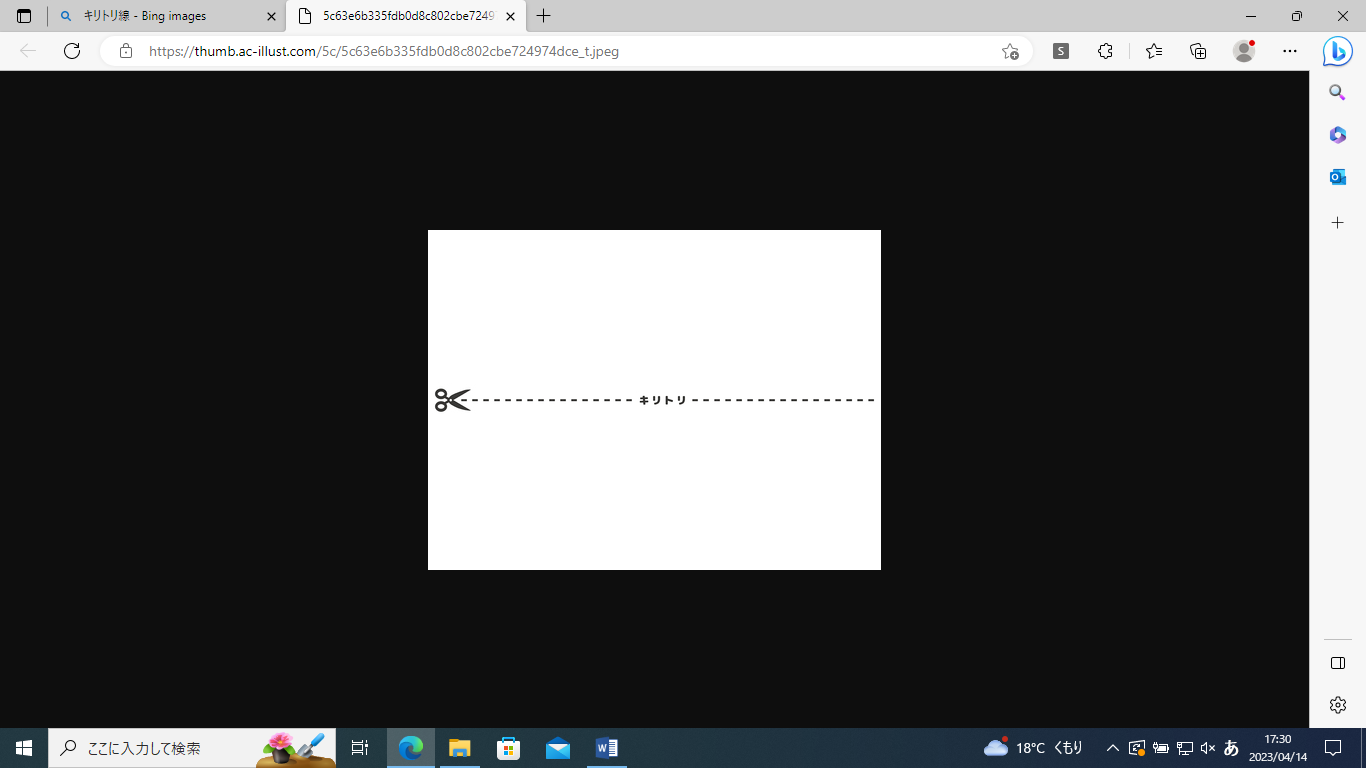 キリトリ線 - Bing images
5c63e6b335fdb0d8c802cbe7249
https://thumb.ac-illust.com/5c/5c63e6b335fdb0d8c802cbe724974dce_t.jpeg
キリトリ
ここに入力して検索
18°C くもり
あ
17:30
2023/04/14